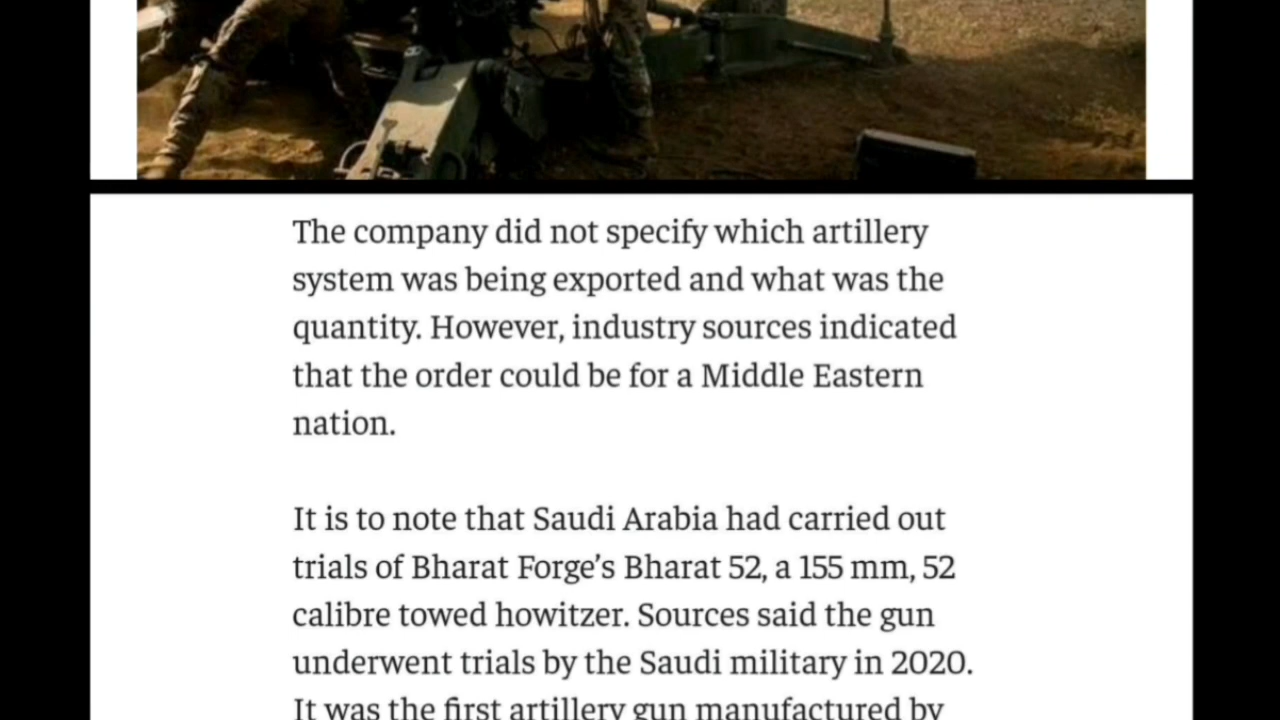 The company did not specify which artillery
system was being exported and what was the
quantity. However, industry sources indicated
that the order could be for a Middle Eastern
nation.
It is to note that Saudi Arabia had carried out
trials of Bharat Forge’s Bharat 52, a 155 mm, 52
calibre towed howitzer. Sources said the gun
underwent trials by the Saudi military in 2020.
It was the first artillery gun manufactured by